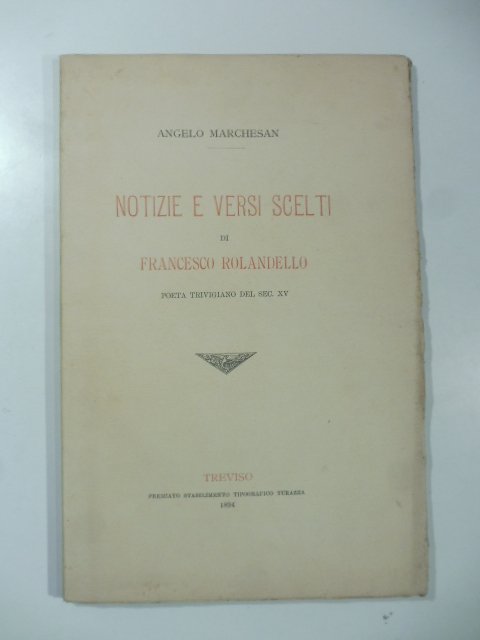 ANGELO MARCHESAN
NOTIZIE E VERSI SCELTI
DI
FRANCESCO ROLANDELLO
POETA TRIVIGIANO DEL SEC. XV
TREVISO
PREMIATO STABILIMENTO TIPOGRAFICO TURAZZA
1894